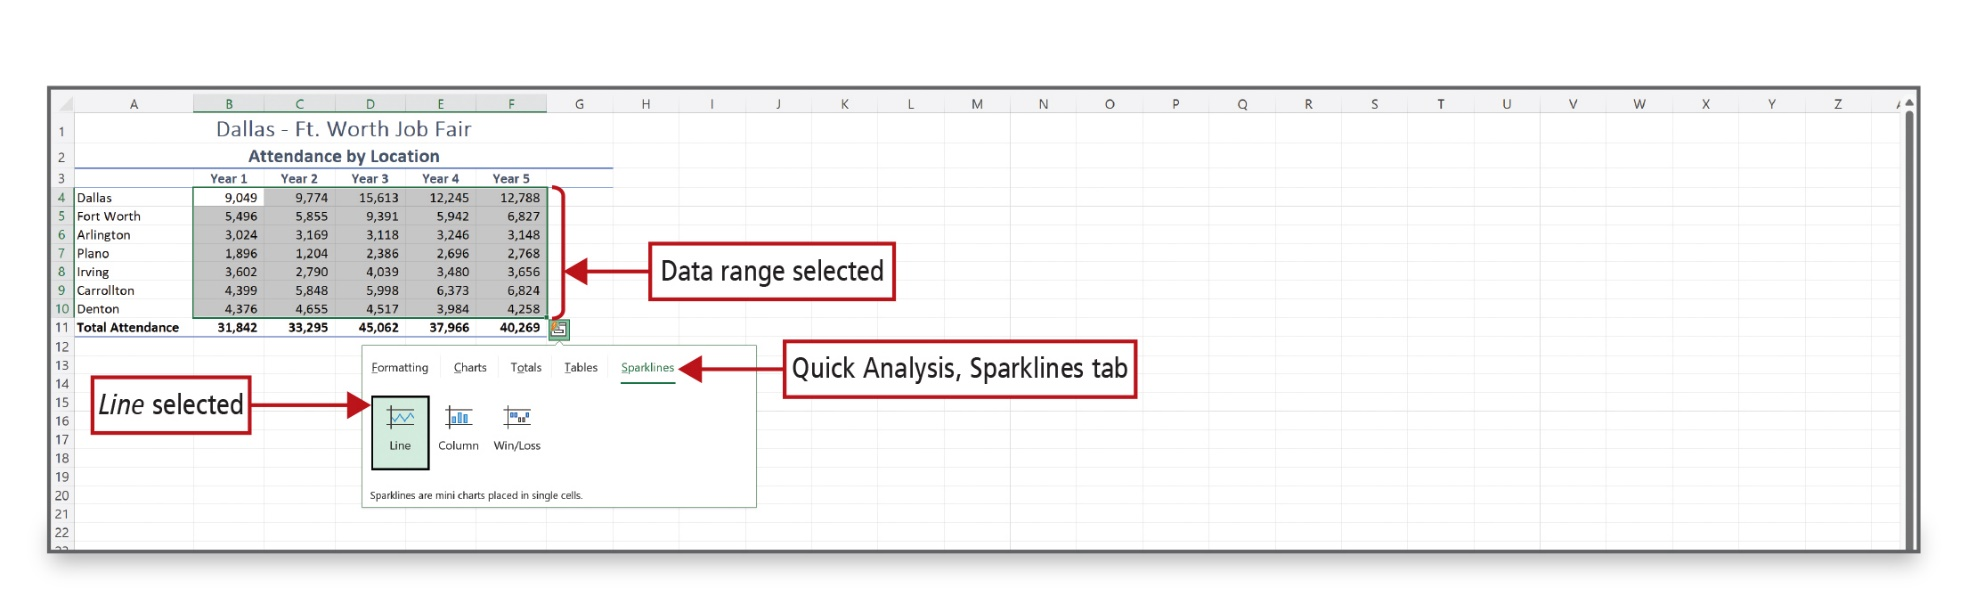 A B C D E F G H I J K L M N O P Q R S T U V W X Y Z
1 Dallas - Ft. Worth Job Fair
2 Attendance by Location
3 Year 1 Year 2 Year 3 Year 4 Year 5
4 Dallas 9,049 9,774 15,613 12,245 12,788
5 Fort Worth 5,496 5,855 9,391 5,942 6,827
6 Arlington 3,024 3,169 3,118 3,246 3,148
7 Plano 1,896 1,204 2,386 2,696 2,768
8 Irving 3,602 2,790 4,039 3,480 3,656
9 Carrollton 4,399 5,848 5,998 6,373 6,824
10 Denton 4,376 4,655 4,517 3,984 4,258
11 Total Attendance 31,842 33,295 45,062 37,966 40,269
Data range selected
12
13
14
15
16
17
18
19
20
21
22
Formatting Charts Totals Tables Sparklines
Quick Analysis, Sparklines tab
Line selected
Line Column Win/Loss
Sparklines are mini charts placed in single cells.